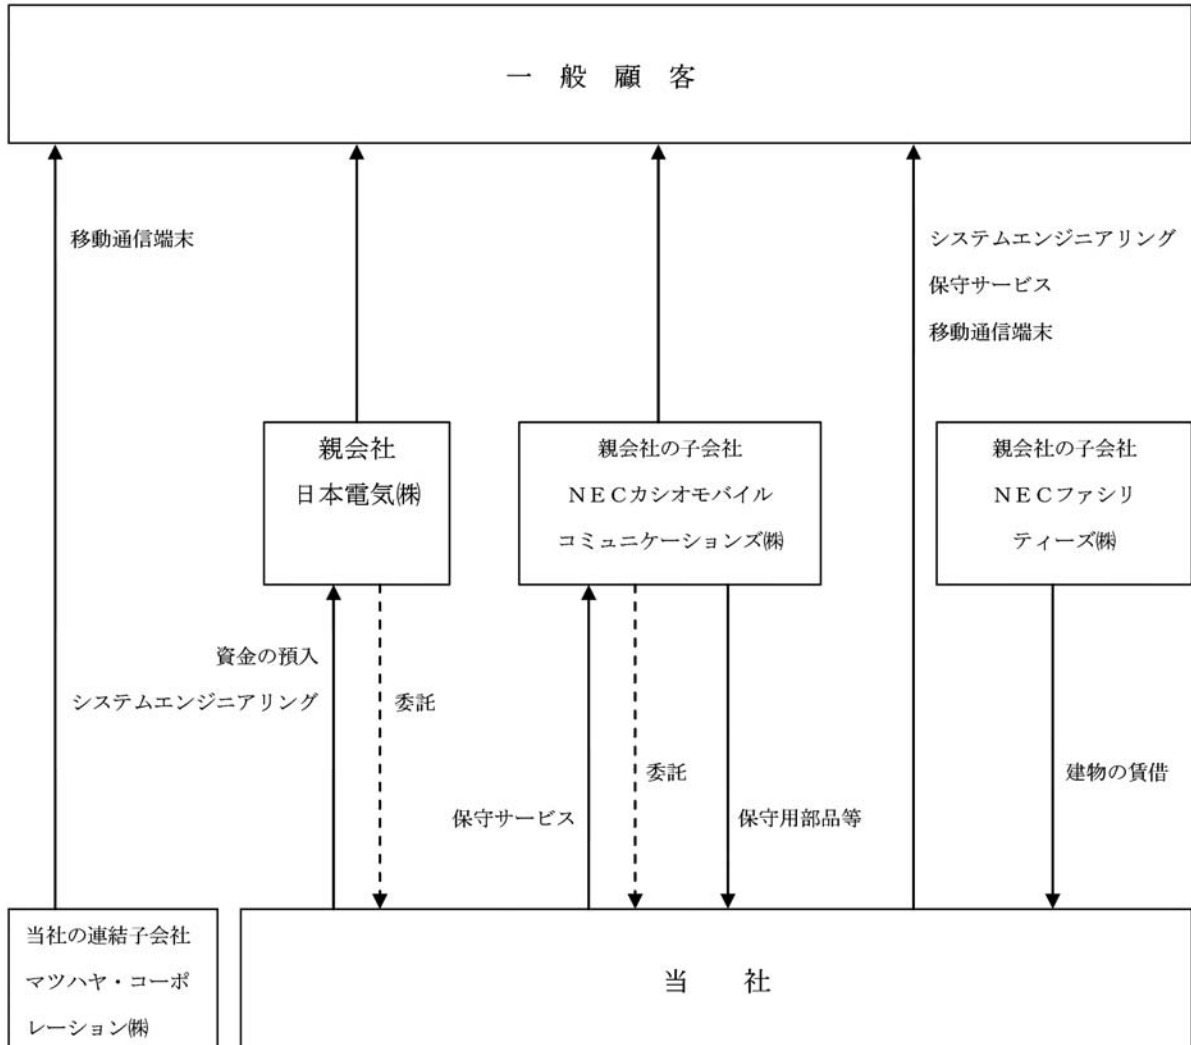 一 般 顧 客
移動通信端末
システムエンジニアリング
保守サービス
移動通信端末
親会社
日本電気㈱
親会社の子会社
ＮＥＣカシオモバイル
コミュニケーションズ㈱
親会社の子会社
ＮＥＣファシリ
ティーズ㈱
資金の預入
システムエンジニアリング
委託
保守サービス
委託
保守用部品等
建物の賃借
当社の連結子会社
マツハヤ・コーポ
レーション㈱
当 社